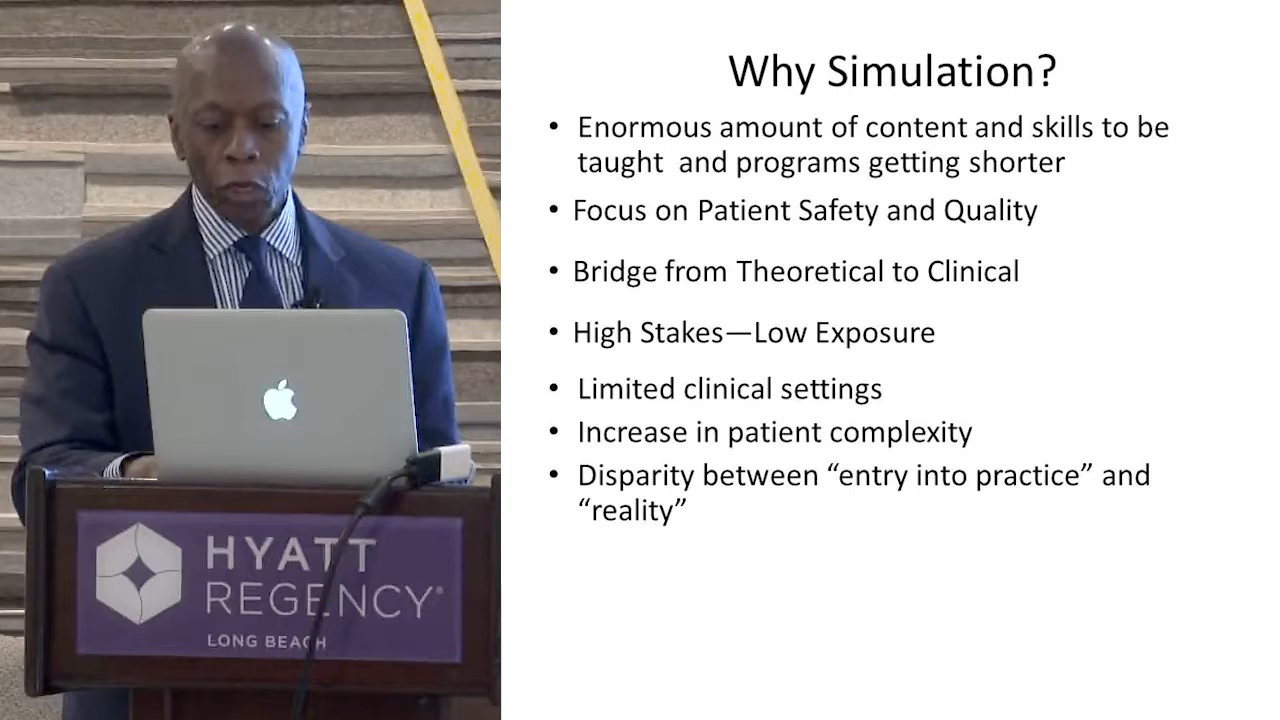 Why Simulation?
• Enormous amount of content and skills to be
taught and programs getting shorter
• Focus on Patient Safety and Quality
• Bridge from Theoretical to Clinical
• High Stakes—Low Exposure
• Limited clinical settings
• Increase in patient complexity
• Disparity between “entry into practice” and
“reality”
HYATT
REGENCY®
LONG BEACH